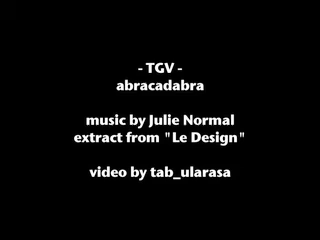 - TGV -
abracadabra
music by Julie Normal
extract from "Le Design"
video by tab_ularasa